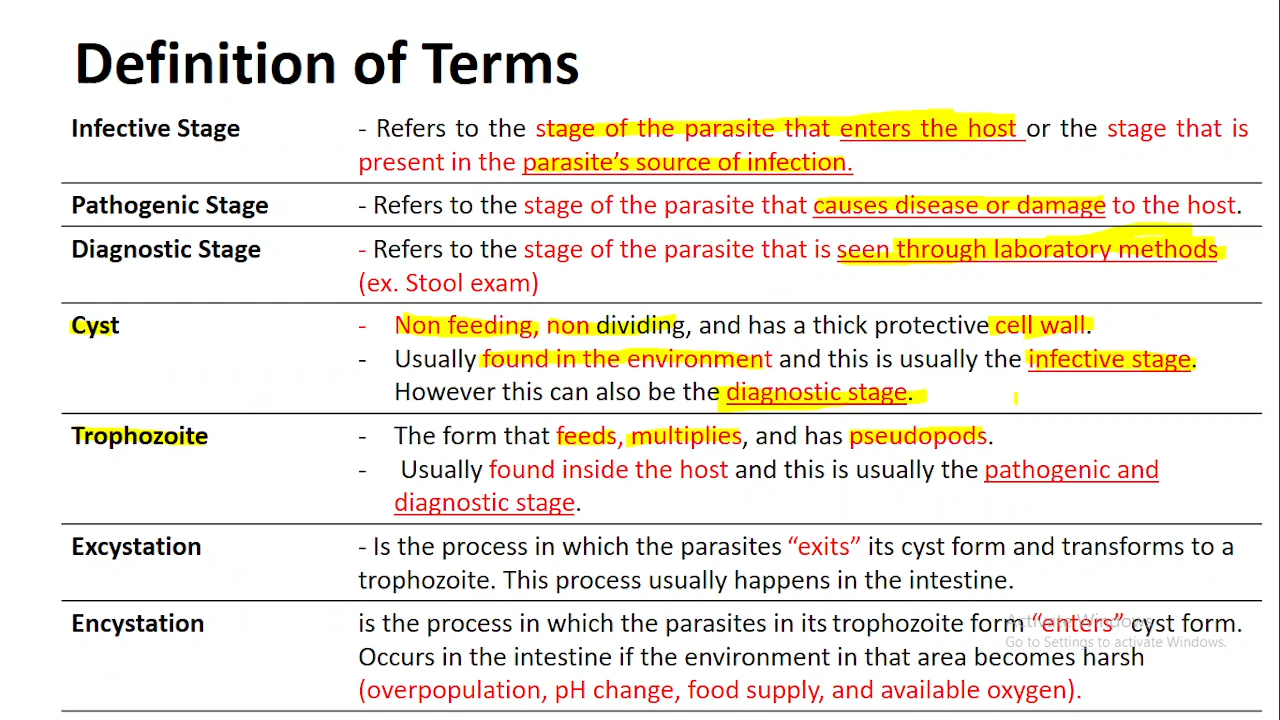 Definition of Terms
Infective Stage - Refers to the stage of the parasite that enters the host or the stage that is
present in the parasite's source of infection.
Pathogenic Stage - Refers to the stage of the parasite that causes disease or damage to the host.
Diagnostic Stage - Refers to the stage of the parasite that is seen through laboratory methods
(ex. Stool exam)
Cyst - Non feeding, non dividing, and has a thick protective cell wall.
- Usually found in the environment and this is usually the infective stage.
However this can also be the diagnostic stage.
Trophozoite - The form that feeds, multiplies, and has pseudopods.
- Usually found inside the host and this is usually the pathogenic and
diagnostic stage.
Excystation - Is the process in which the parasites “exits” its cyst form and transforms to a
trophozoite. This process usually happens in the intestine.
Encystation is the process in which the parasites in its trophozoite form “enters” cyst form.
Occurs in the intestine if the environment in that area becomes harsh
(overpopulation, pH change, food supply, and available oxygen).
Activate Windows
Go to Settings to activate Windows.